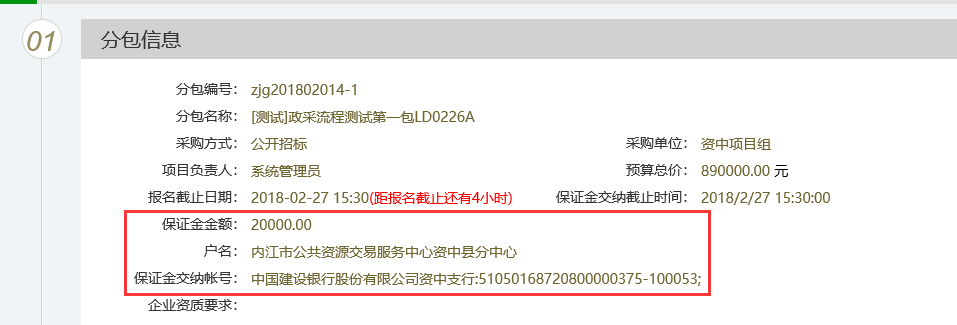 01
分包信息
分包编号： zjg201802014-1
分包名称： [测试]政采流程测试第一包LD0226A
采购方式： 公开招标 采购单位： 资中项目组
项目负责人： 系统管理员 预算总价： 890000.00 元
报名截止日期： 2018-02-27 15:30(距报名截止还有4小时) 保证金交纳截止时间： 2018/2/27 15:30:00
保证金金额： 20000.00
户名： 内江市公共资源交易服务中心资中县分中心
保证金交纳帐号： 中国建设银行股份有限公司资中支行:51050168720800000375-100053;
企业资质要求：